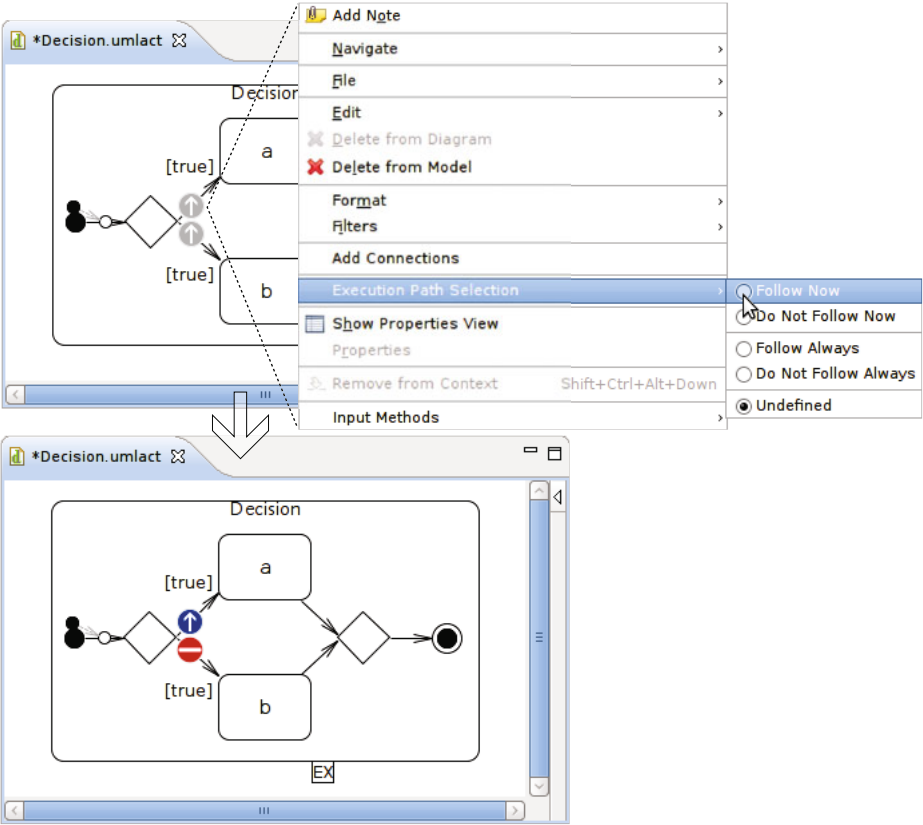 *Decision.umlact
Decision
[true]
a
[true]
b
Add Note
Navigate
File
Edit
Delete from Diagram
Delete from Model
Format
Filters
Add Connections
Execution Path Selection
Show Properties View
Properties
Remove from Context Shift+Ctrl+Alt+Down
Input Methods
Follow Now
Do Not Follow Now
Follow Always
Do Not Follow Always
Undefined
*Decision.umlact
Decision
[true]
a
[true]
b
EX